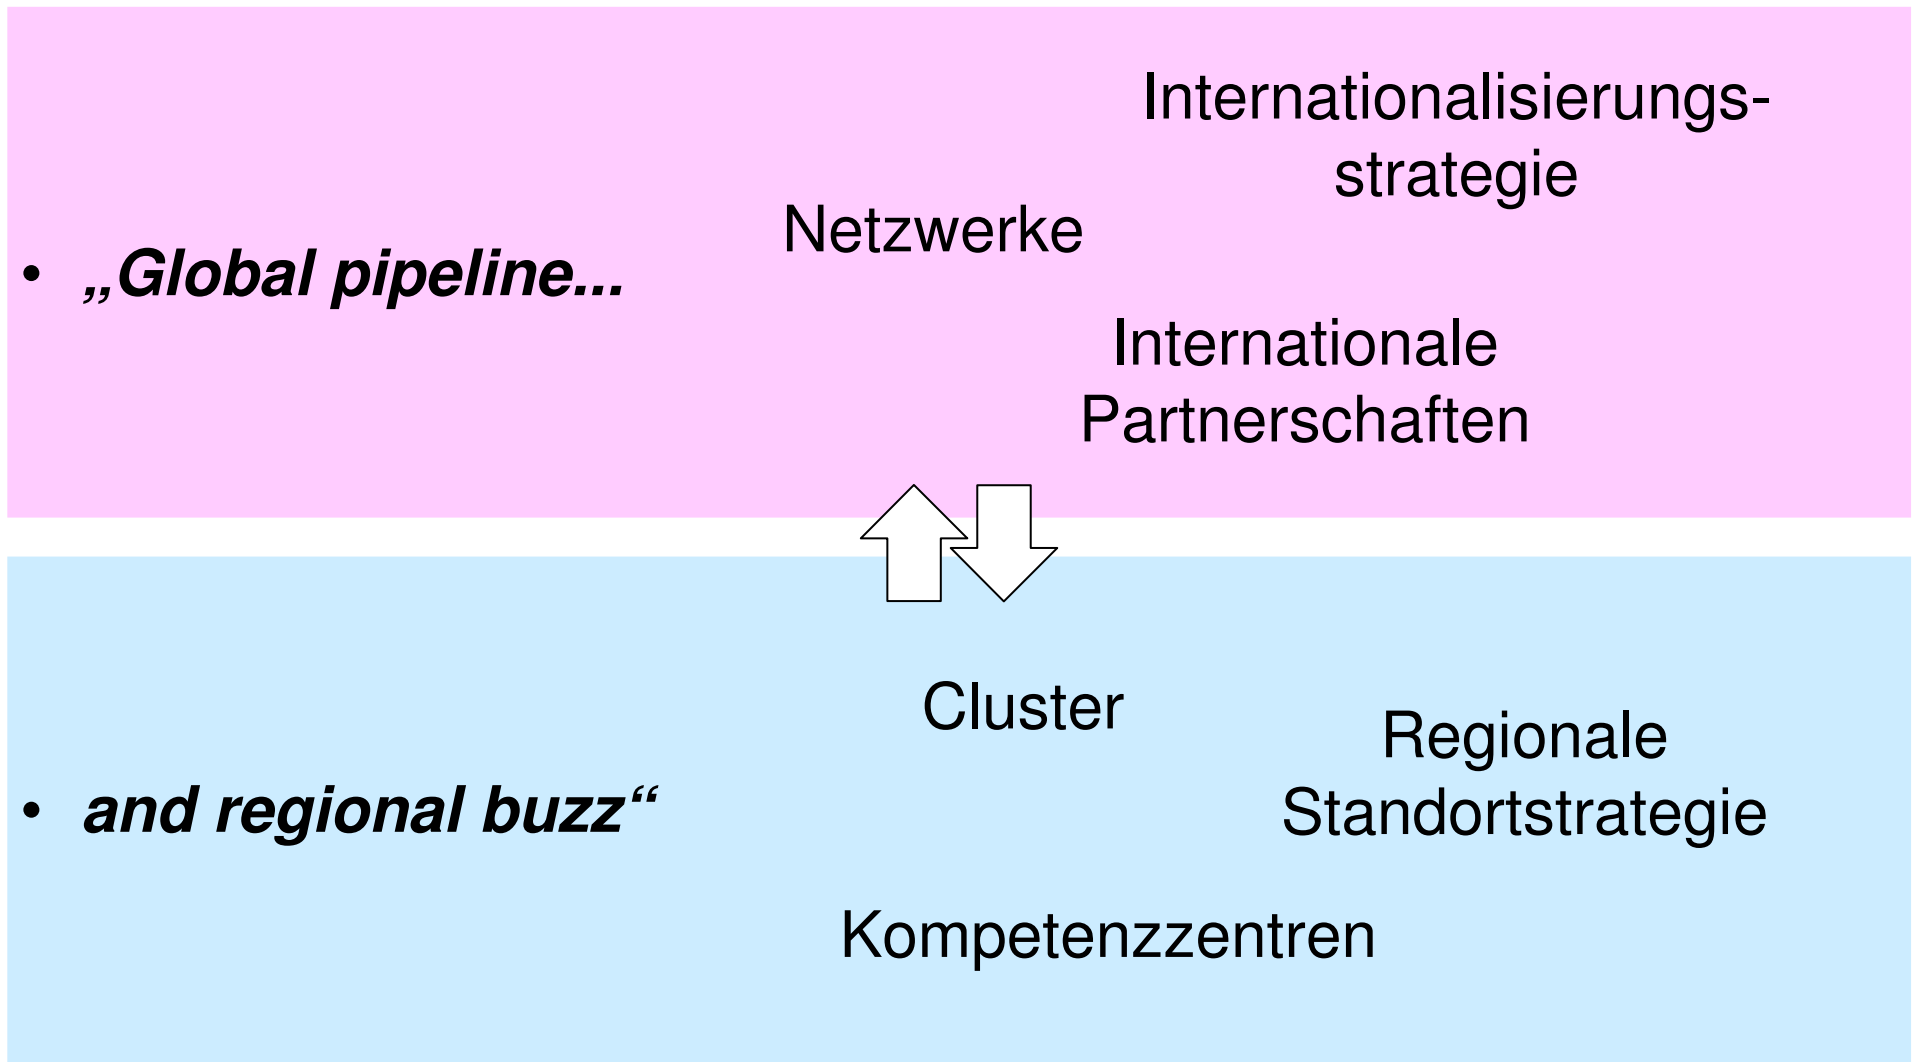 Internationalisierungs-
strategie
Netzwerke
• „Global pipeline...
Internationale
Partnerschaften
Cluster
Regionale
Standortstrategie
• and regional buzz“
Kompetenzzentren